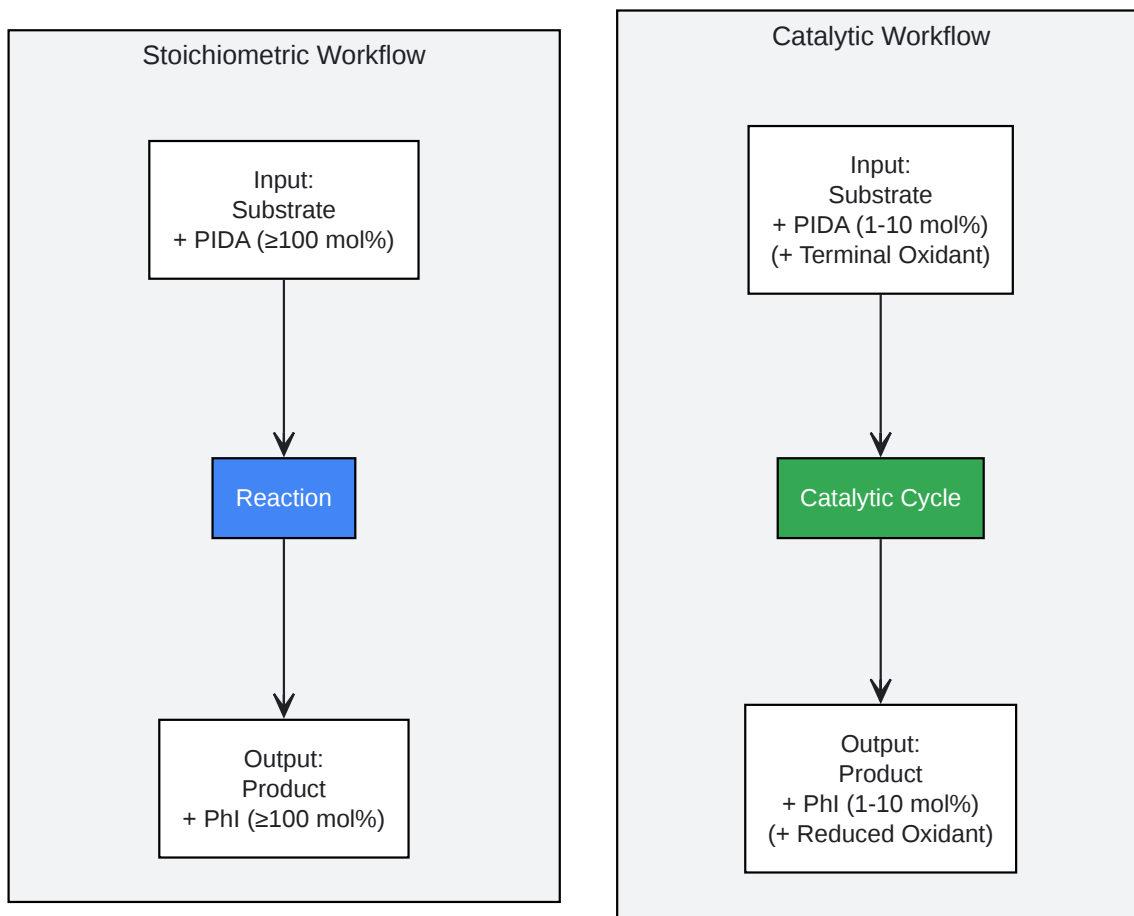 Stoichiometric Workflow
Input:
Substrate
+ PIDA (≥100 mol%)
Reaction
Output:
Product
+ PhI (≥100 mol%)
Catalytic Workflow
Input:
Substrate
+ PIDA (1-10 mol%)
(+ Terminal Oxidant)
Catalytic Cycle
Output:
Product
+ PhI (1-10 mol%)
(+ Reduced Oxidant)